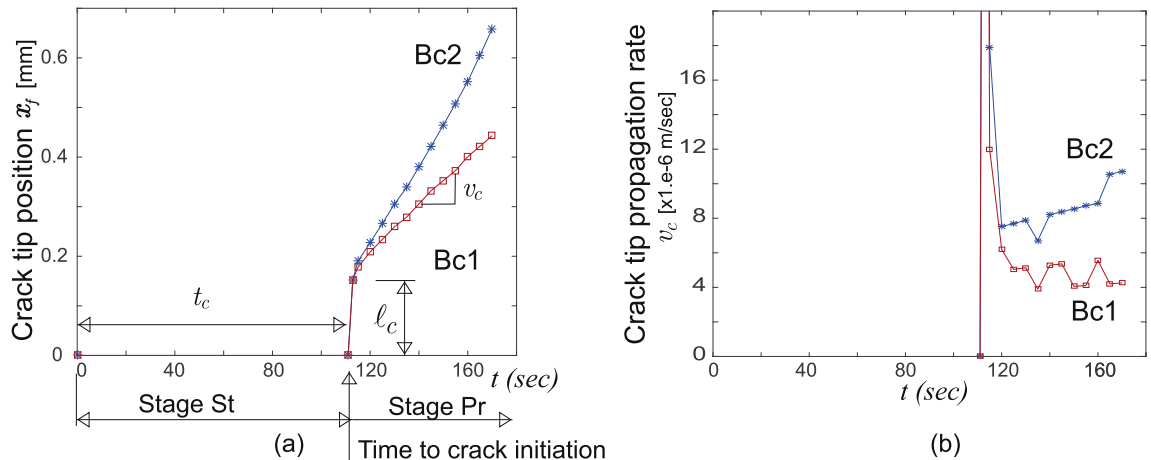 Crack tip position x_f [mm]
0.6
0.4
0.2
0
0 40 80 120 160
t (sec)
Bc2
v_c
Bc1
t_c
ℓ_c
Stage St
Stage Pr
(a)
Time to crack initiation
Crack tip propagation rate
v_c [x1.e-6 m/sec]
16
12
8
4
0
0 40 80 120 160
t (sec)
Bc2
Bc1
(b)